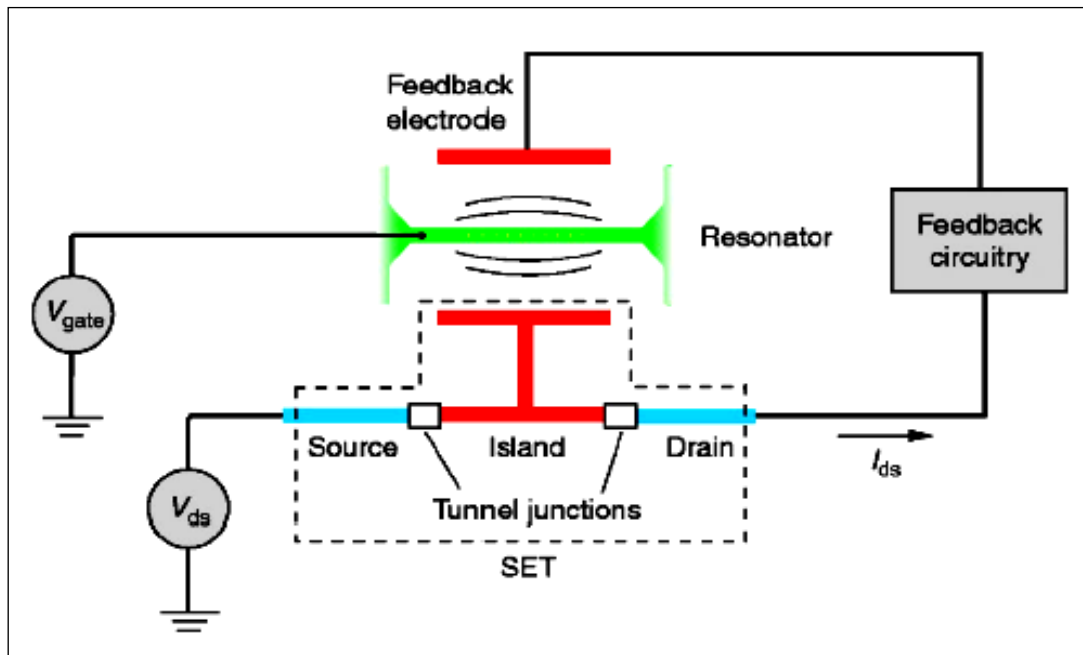 Feedback
electrode
Resonator
Feedback
circuitry
Vgate
Source
Island
Drain
Ids
Vds
Tunnel junctions
SET